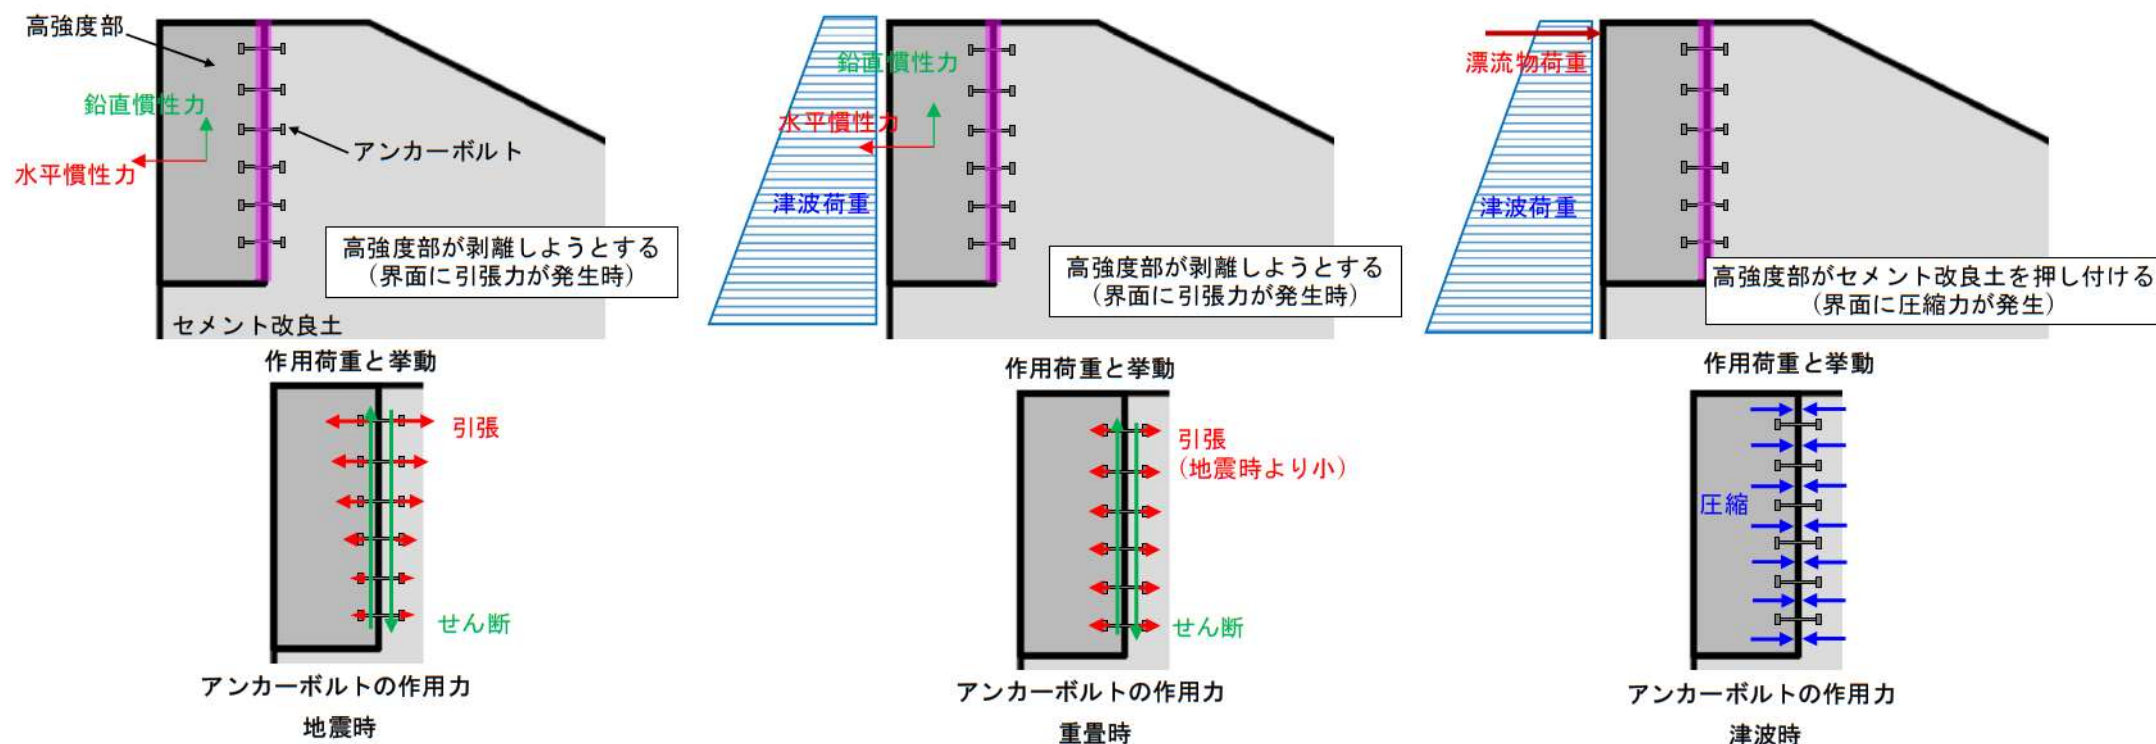 高強度部
鉛直慣性力
水平慣性力
アンカーボルト
高強度部が剥離しようとする
（界面に引張力が発生時）
セメント改良土
作用荷重と挙動
引張
せん断
アンカーボルトの作用力
地震時
鉛直慣性力
水平慣性力
津波荷重
高強度部が剥離しようとする
（界面に引張力が発生時）
作用荷重と挙動
引張
（地震時より小）
せん断
アンカーボルトの作用力
重畳時
漂流物荷重
津波荷重
高強度部がセメント改良土を押し付ける
（界面に圧縮力が発生）
作用荷重と挙動
圧縮
アンカーボルトの作用力
津波時